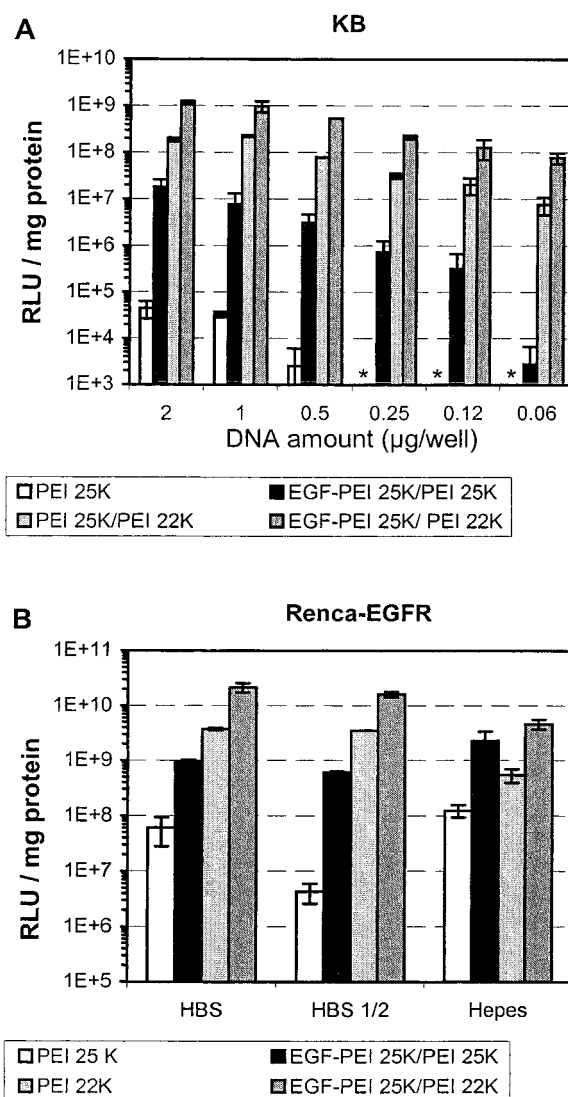 A
KB
RLU / mg protein
1E+10
1E+9
1E+8
1E+7
1E+6
1E+5
1E+4
1E+3
* * *
2 1 0.5 0.25 0.12 0.06
DNA amount (µg/well)
PEI 25K EGF-PEI 25K/PEI 25K
PEI 25K/PEI 22K EGF-PEI 25K/ PEI 22K
B
Renca-EGFR
RLU / mg protein
1E+11
1E+10
1E+9
1E+8
1E+7
1E+6
1E+5
HBS HBS 1/2 Hepes
PEI 25 K EGF-PEI 25K/PEI 25K
PEI 22K EGF-PEI 25K/PEI 22K